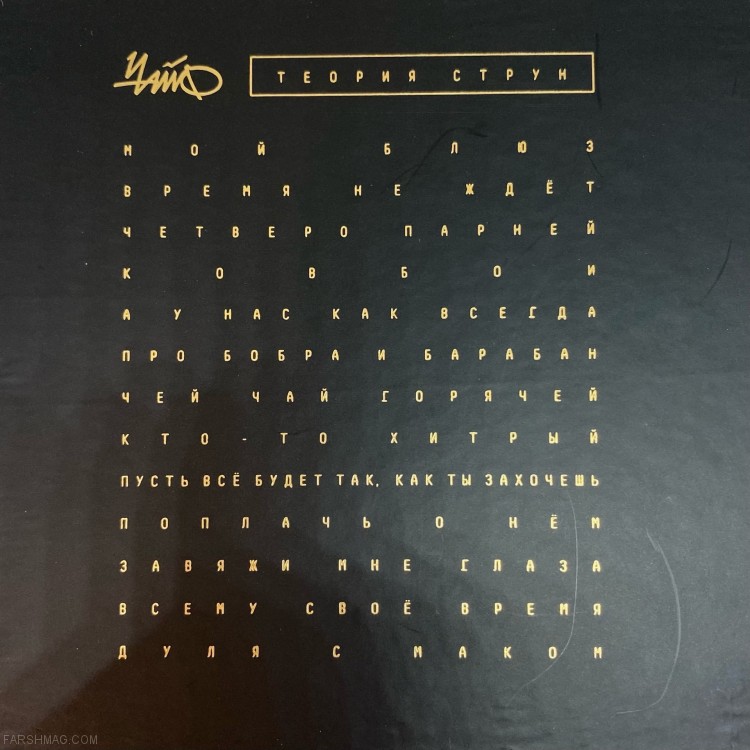 ЧАЙФ
ТЕОРИЯ СТРУН
МОЙ БЛЮЗ
ВРЕМЯ НЕ ЖДЁТ
ЧЕТВЕРО ПАРНЕЙ
КОВБОИ
А У НАС КАК ВСЕГДА
ПРО БОБРА И БАРАБАН
ЧЕЙ ЧАЙ ГОРЯЧЕЙ
КТО-ТО ХИТРЫЙ
ПУСТЬ ВСЁ БУДЕТ ТАК, КАК ТЫ ЗАХОЧЕШЬ
ПОПЛАЧЬ О НЁМ
ЗАВЯЖИ МНЕ ГЛАЗА
ВСЕМУ СВОЁ ВРЕМЯ
ДУЛЯ С МАКОМ
FARSHMAG.COM